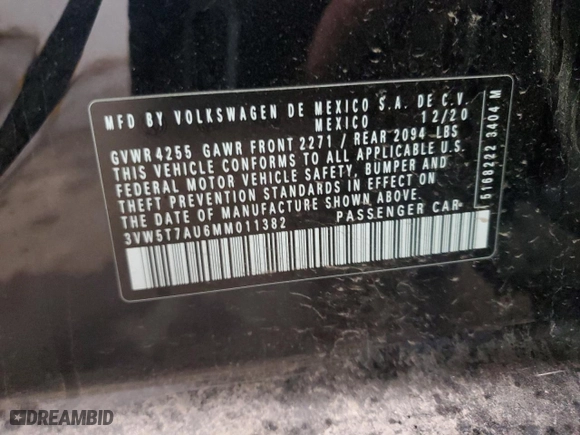 MFD BY VOLKSWAGEN DE MEXICO S.A. DE C.V.
MEXICO 12/20
GVWR 4255 GAWR FRONT 2271 / REAR 2094 LBS
THIS VEHICLE CONFORMS TO ALL APPLICABLE U.S.
FEDERAL MOTOR VEHICLE SAFETY, BUMPER AND
THEFT PREVENTION STANDARDS IN EFFECT ON
THE DATE OF MANUFACTURE SHOWN ABOVE.
3VW5T7AU6MM011382 PASSENGER CAR
5168222 3404 M
DREAMBID